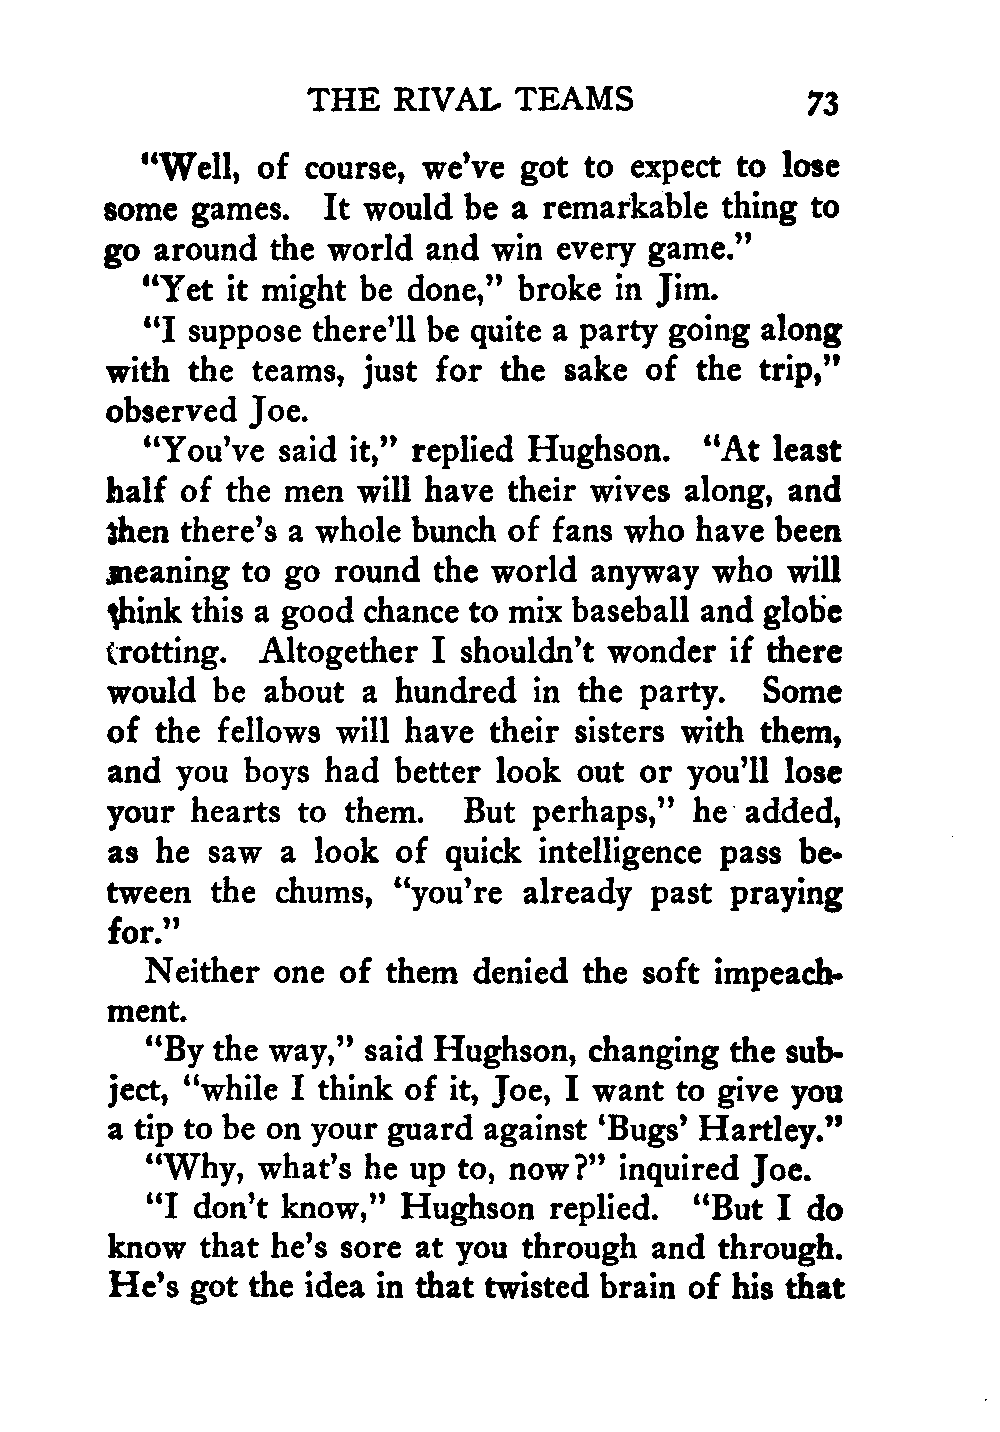 THE RIVAL TEAMS 73
"Well, of course, we've got to expect to lose
some games. It would be a remarkable thing to
go around the world and win every game."
"Yet it might be done," broke in Jim.
"I suppose there'll be quite a party going along
with the teams, just for the sake of the trip,"
observed Joe.
"You've said it," replied Hughson. "At least
half of the men will have their wives along, and
then there's a whole bunch of fans who have been
meaning to go round the world anyway who will
think this a good chance to mix baseball and globe
trotting. Altogether I shouldn't wonder if there
would be about a hundred in the party. Some
of the fellows will have their sisters with them,
and you boys had better look out or you'll lose
your hearts to them. But perhaps," he added,
as he saw a look of quick intelligence pass be-
tween the chums, "you're already past praying
for."
Neither one of them denied the soft impeach-
ment.
"By the way," said Hughson, changing the sub-
ject, "while I think of it, Joe, I want to give you
a tip to be on your guard against 'Bugs' Hartley."
"Why, what's he up to, now?" inquired Joe.
"I don't know," Hughson replied. "But I do
know that he's sore at you through and through.
He's got the idea in that twisted brain of his that